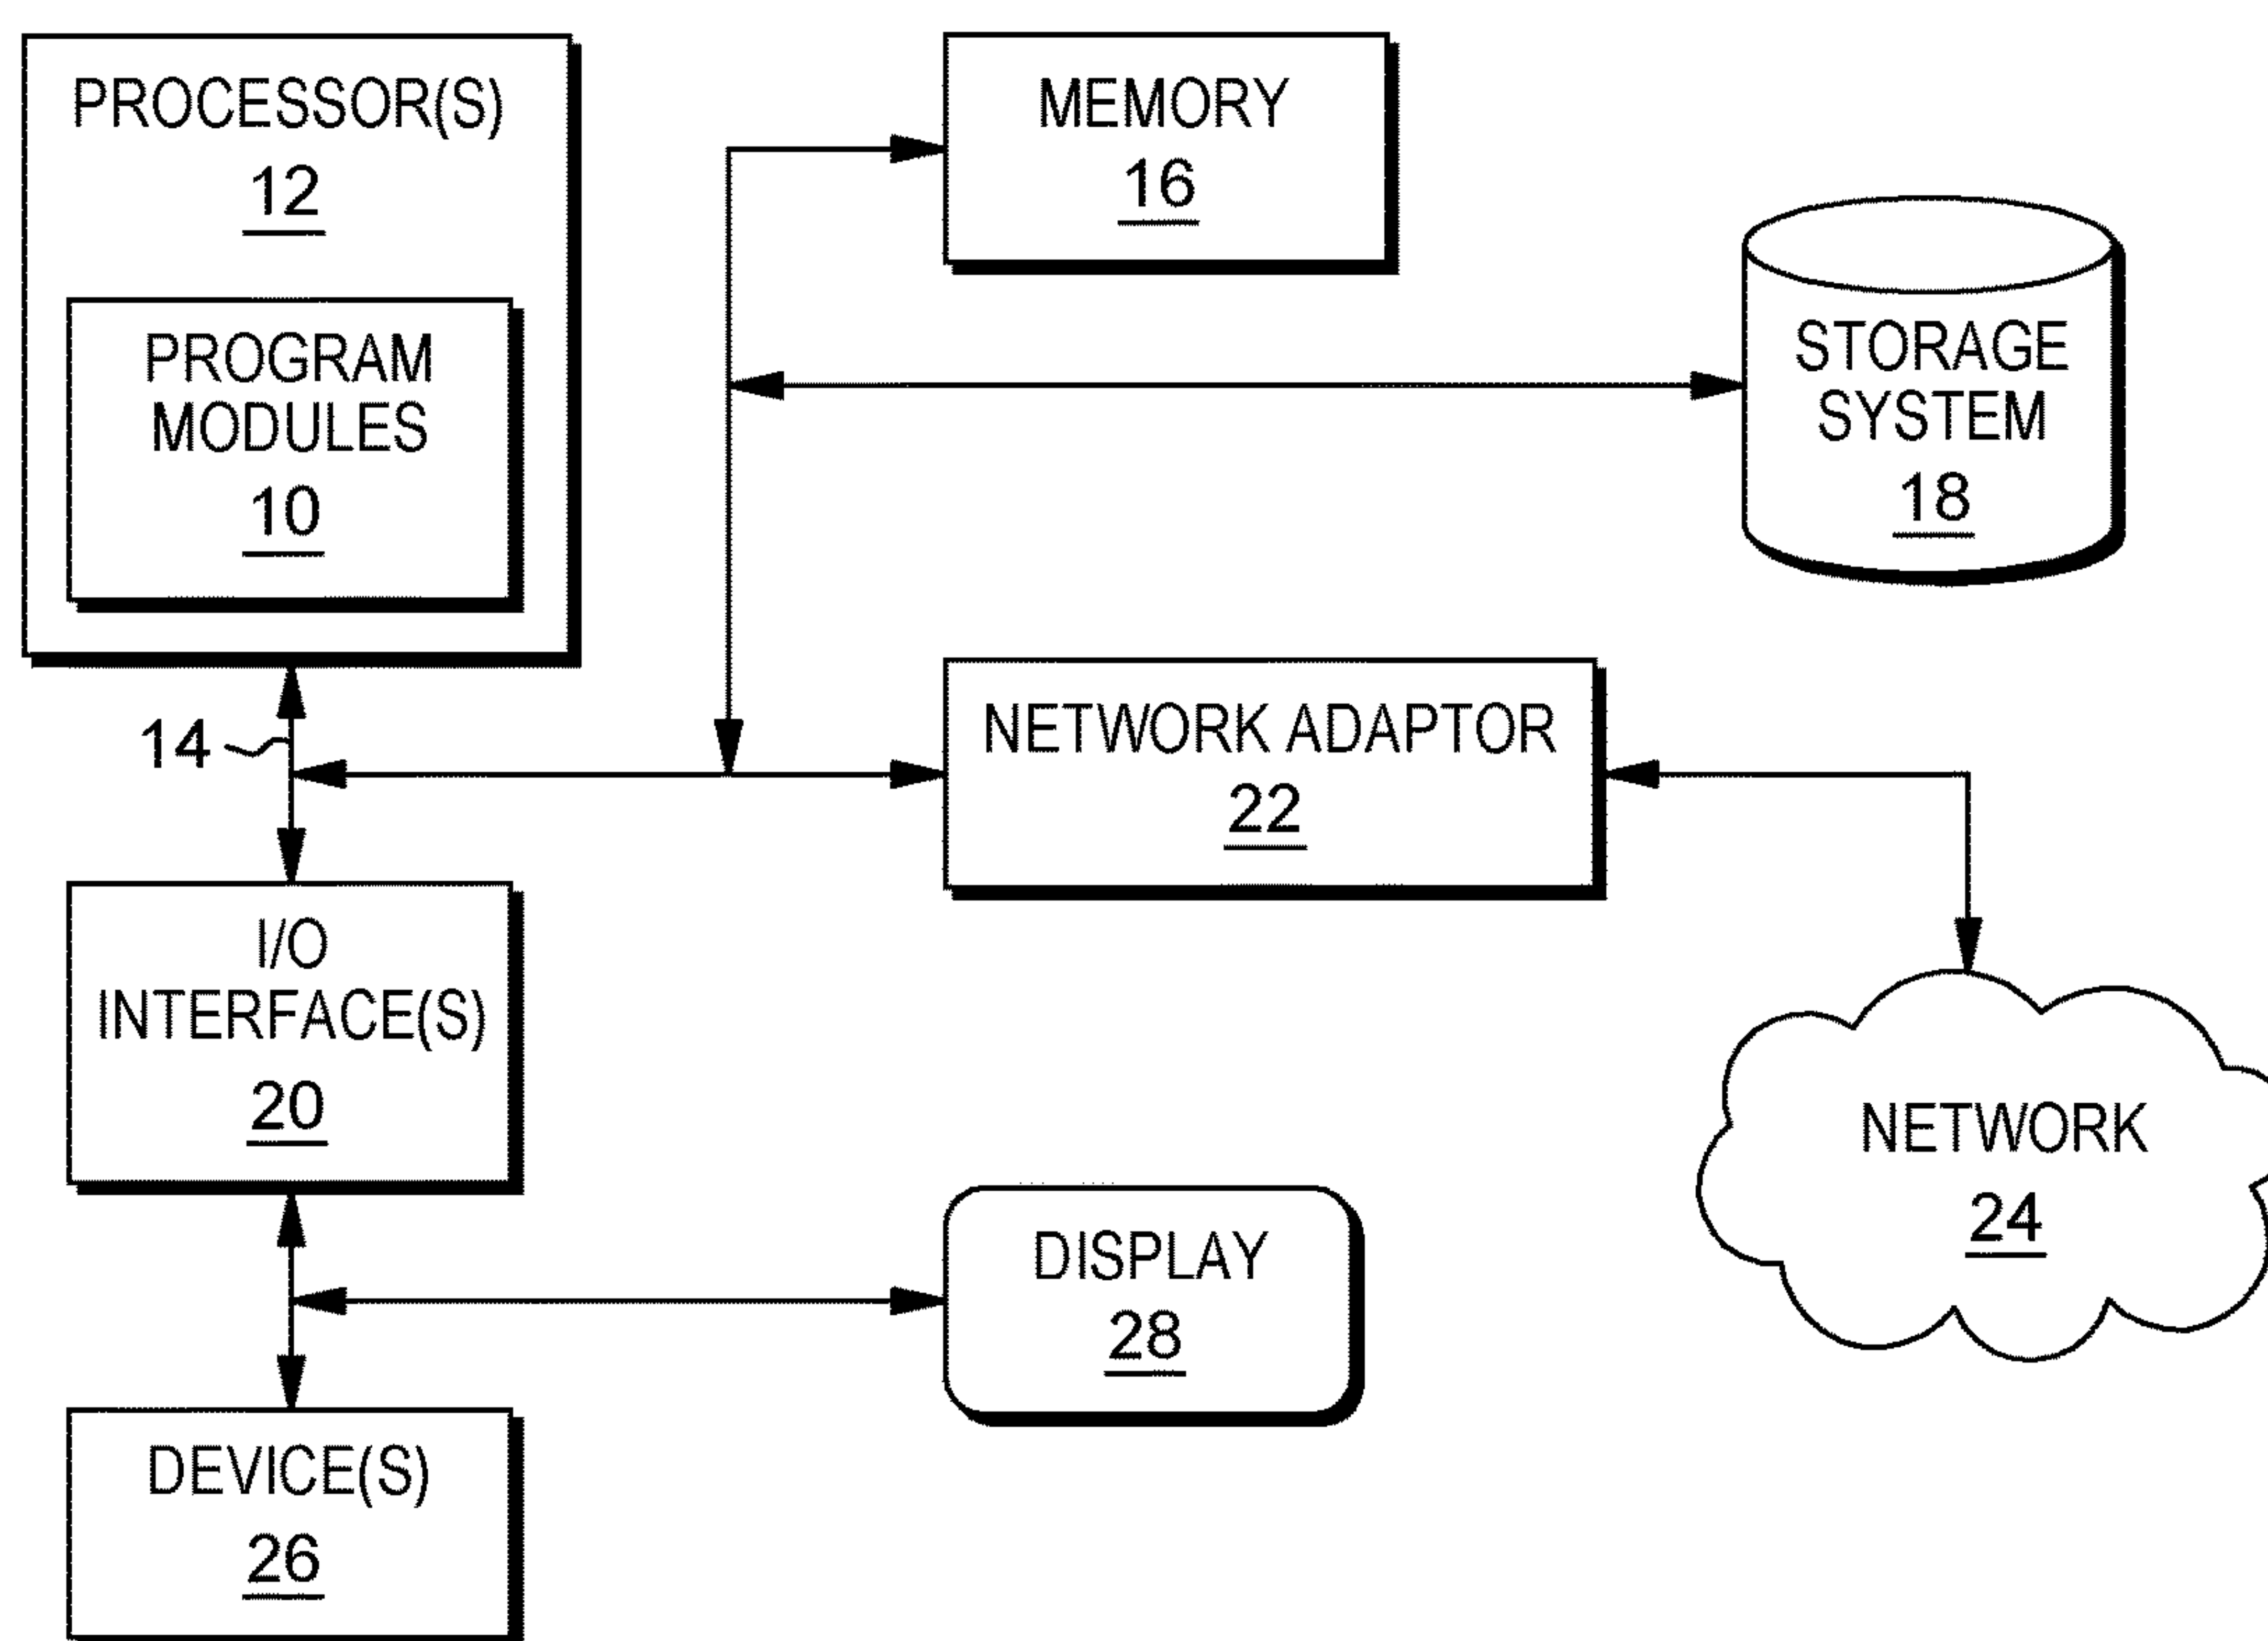 PROCESSOR(S)
12
PROGRAM
MODULES
10
MEMORY
16
STORAGE
SYSTEM
18
14
NETWORK ADAPTOR
22
I/O
INTERFACE(S)
20
NETWORK
24
DISPLAY
28
DEVICE(S)
26